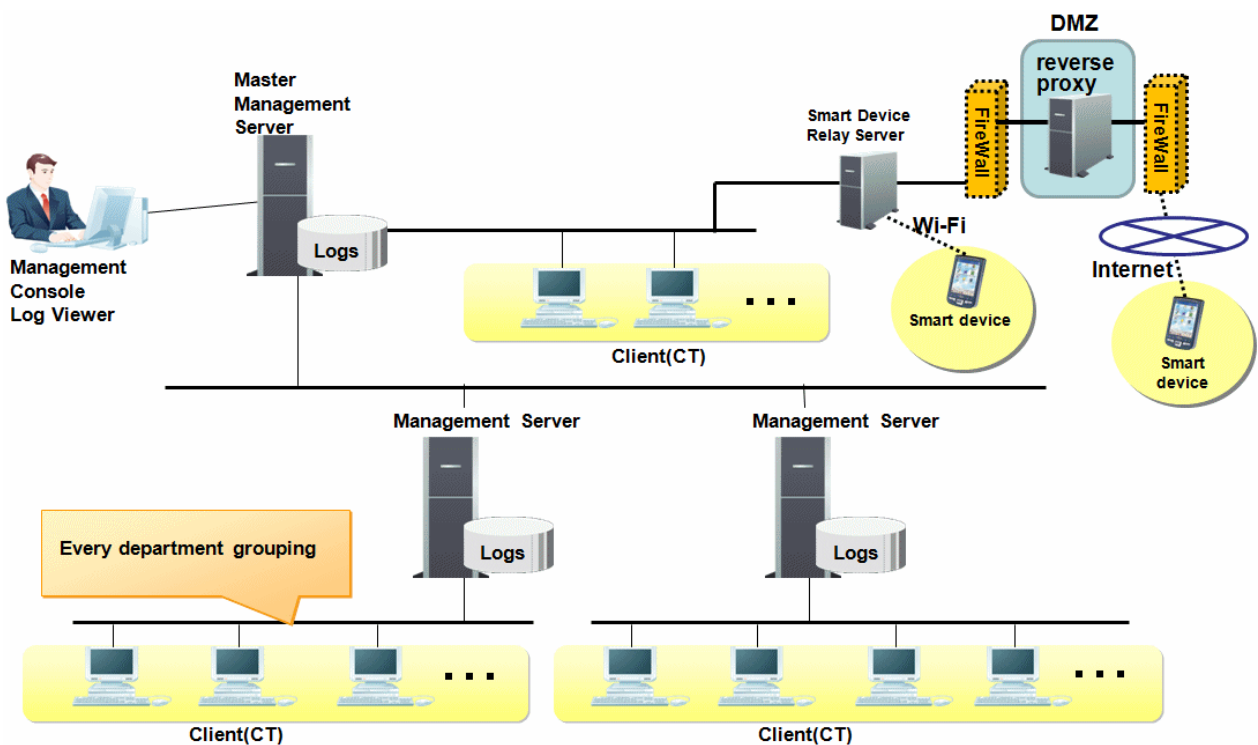 DMZ
reverse
proxy
FireWall
FireWall
Master
Management
Server
Smart Device
Relay Server
Logs
Wi-Fi
Internet
Management
Console
Log Viewer
Smart device
Client(CT)
Smart
device
Management Server
Management Server
Every department grouping
Logs
Logs
Client(CT)
Client(CT)